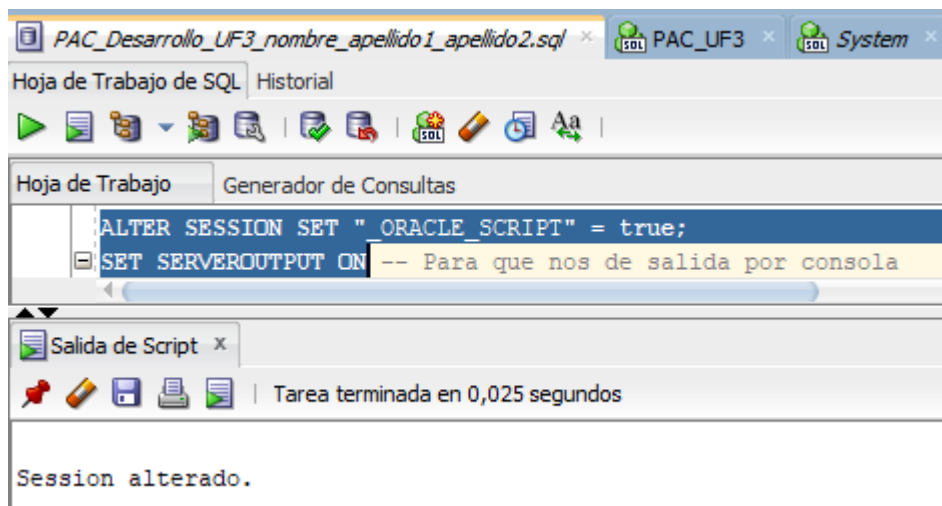 PAC_Desarrollo_UF3_nombre_apellido1_apellido2.sql PAC_UF3 System
Hoja de Trabajo de SQL Historial
Hoja de Trabajo Generador de Consultas
ALTER SESSION SET "_ORACLE_SCRIPT" = true;
SET SERVEROUTPUT ON -- Para que nos de salida por consola
Salida de Script
Tarea terminada en 0,025 segundos
Session alterado.